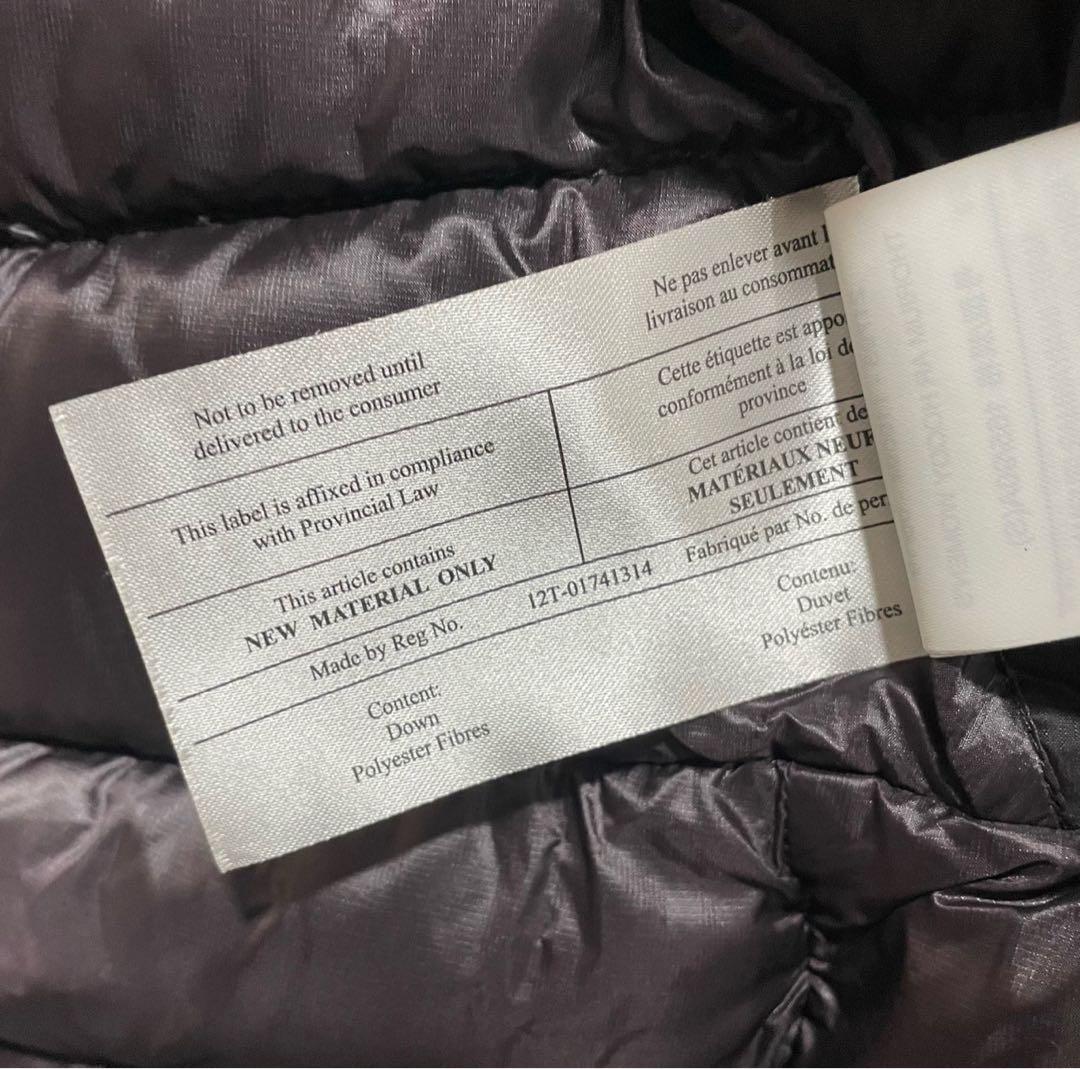 Not to be removed until
delivered to the consumer
Ne pas enlever avant
livraison au
This label is affixed in compliance
with Provincial Law
Cette étiquette est
conformément à la loi
province
This article contains
NEW MATERIAL ONLY
Cet article contient
MATÉRIAUX
SEULEMENT
Made by Reg No. 12T-01741314 Fabriqué par No. de
Content:
Down
Polyester Fibres
Contenu:
Duvet
Polyéster Fibres